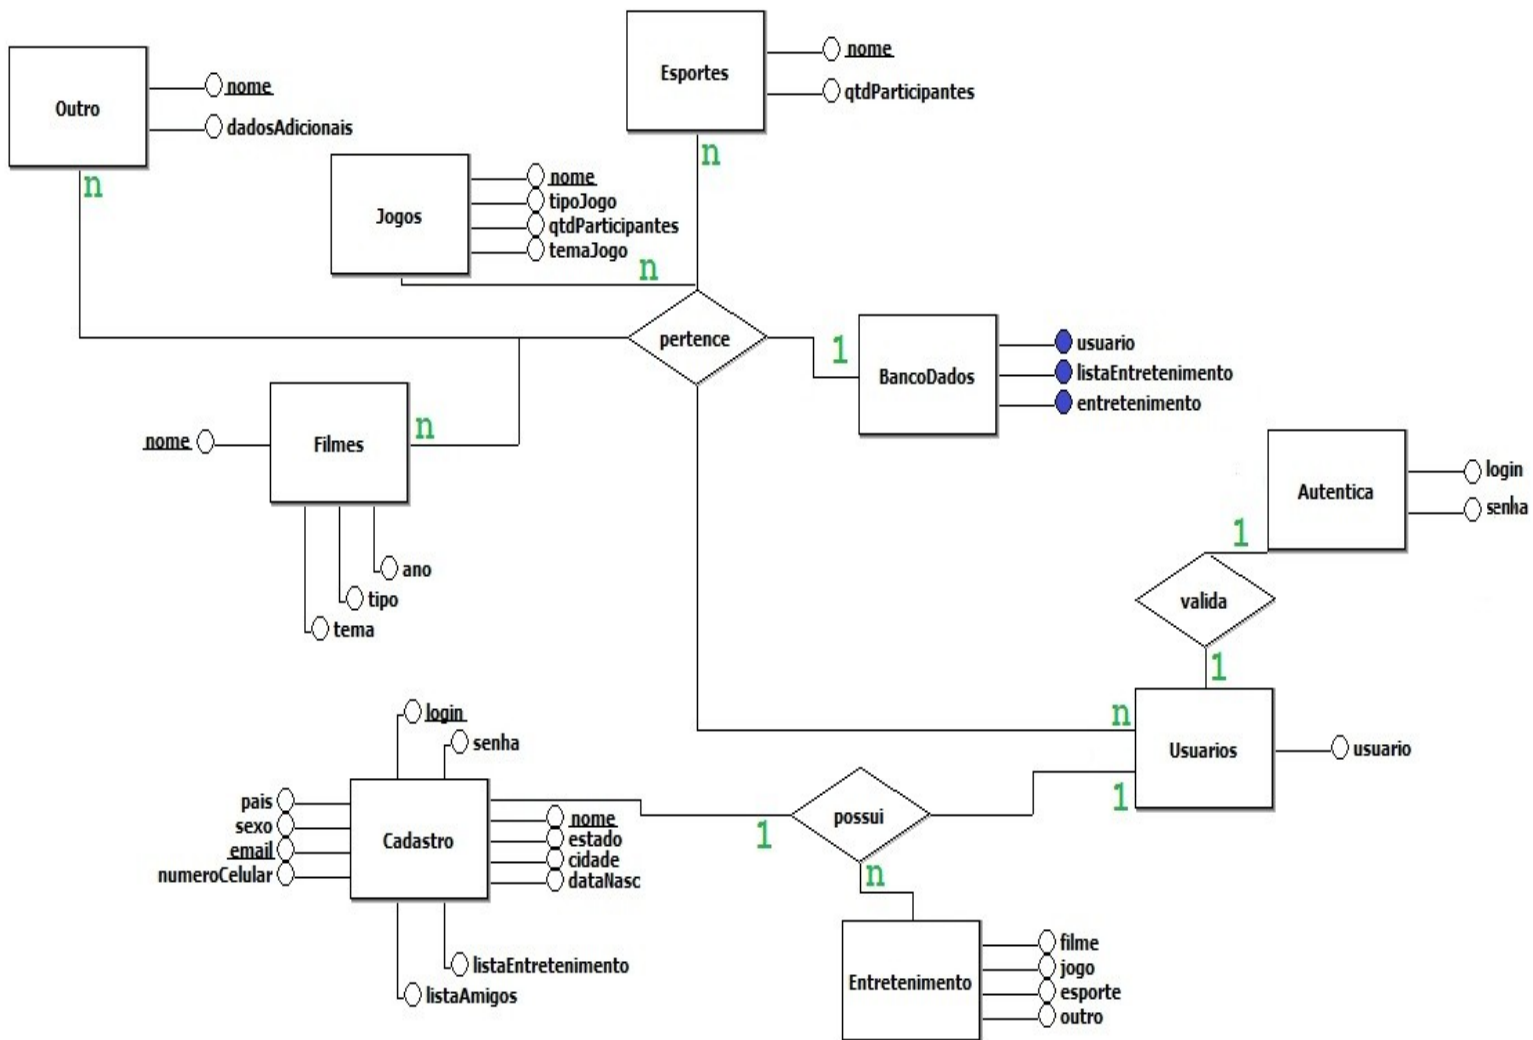 Esportes
nome
qtdParticipantes
n
Outro
nome
dadosAdicionais
n
Jogos
nome
tipoJogo
qtdParticipantes
temaJogo
n
pertence
1
BancoDados
usuario
listaEntretenimento
entretenimento
nome
Filmes
n
ano
tipo
tema
Autentica
login
senha
1
valida
1
n
Usuarios
usuario
1
login
senha
pais
sexo
email
numeroCelular
Cadastro
nome
estado
cidade
dataNasc
listaEntretenimento
listaAmigos
1
possui
n
Entretenimento
filme
jogo
esporte
outro